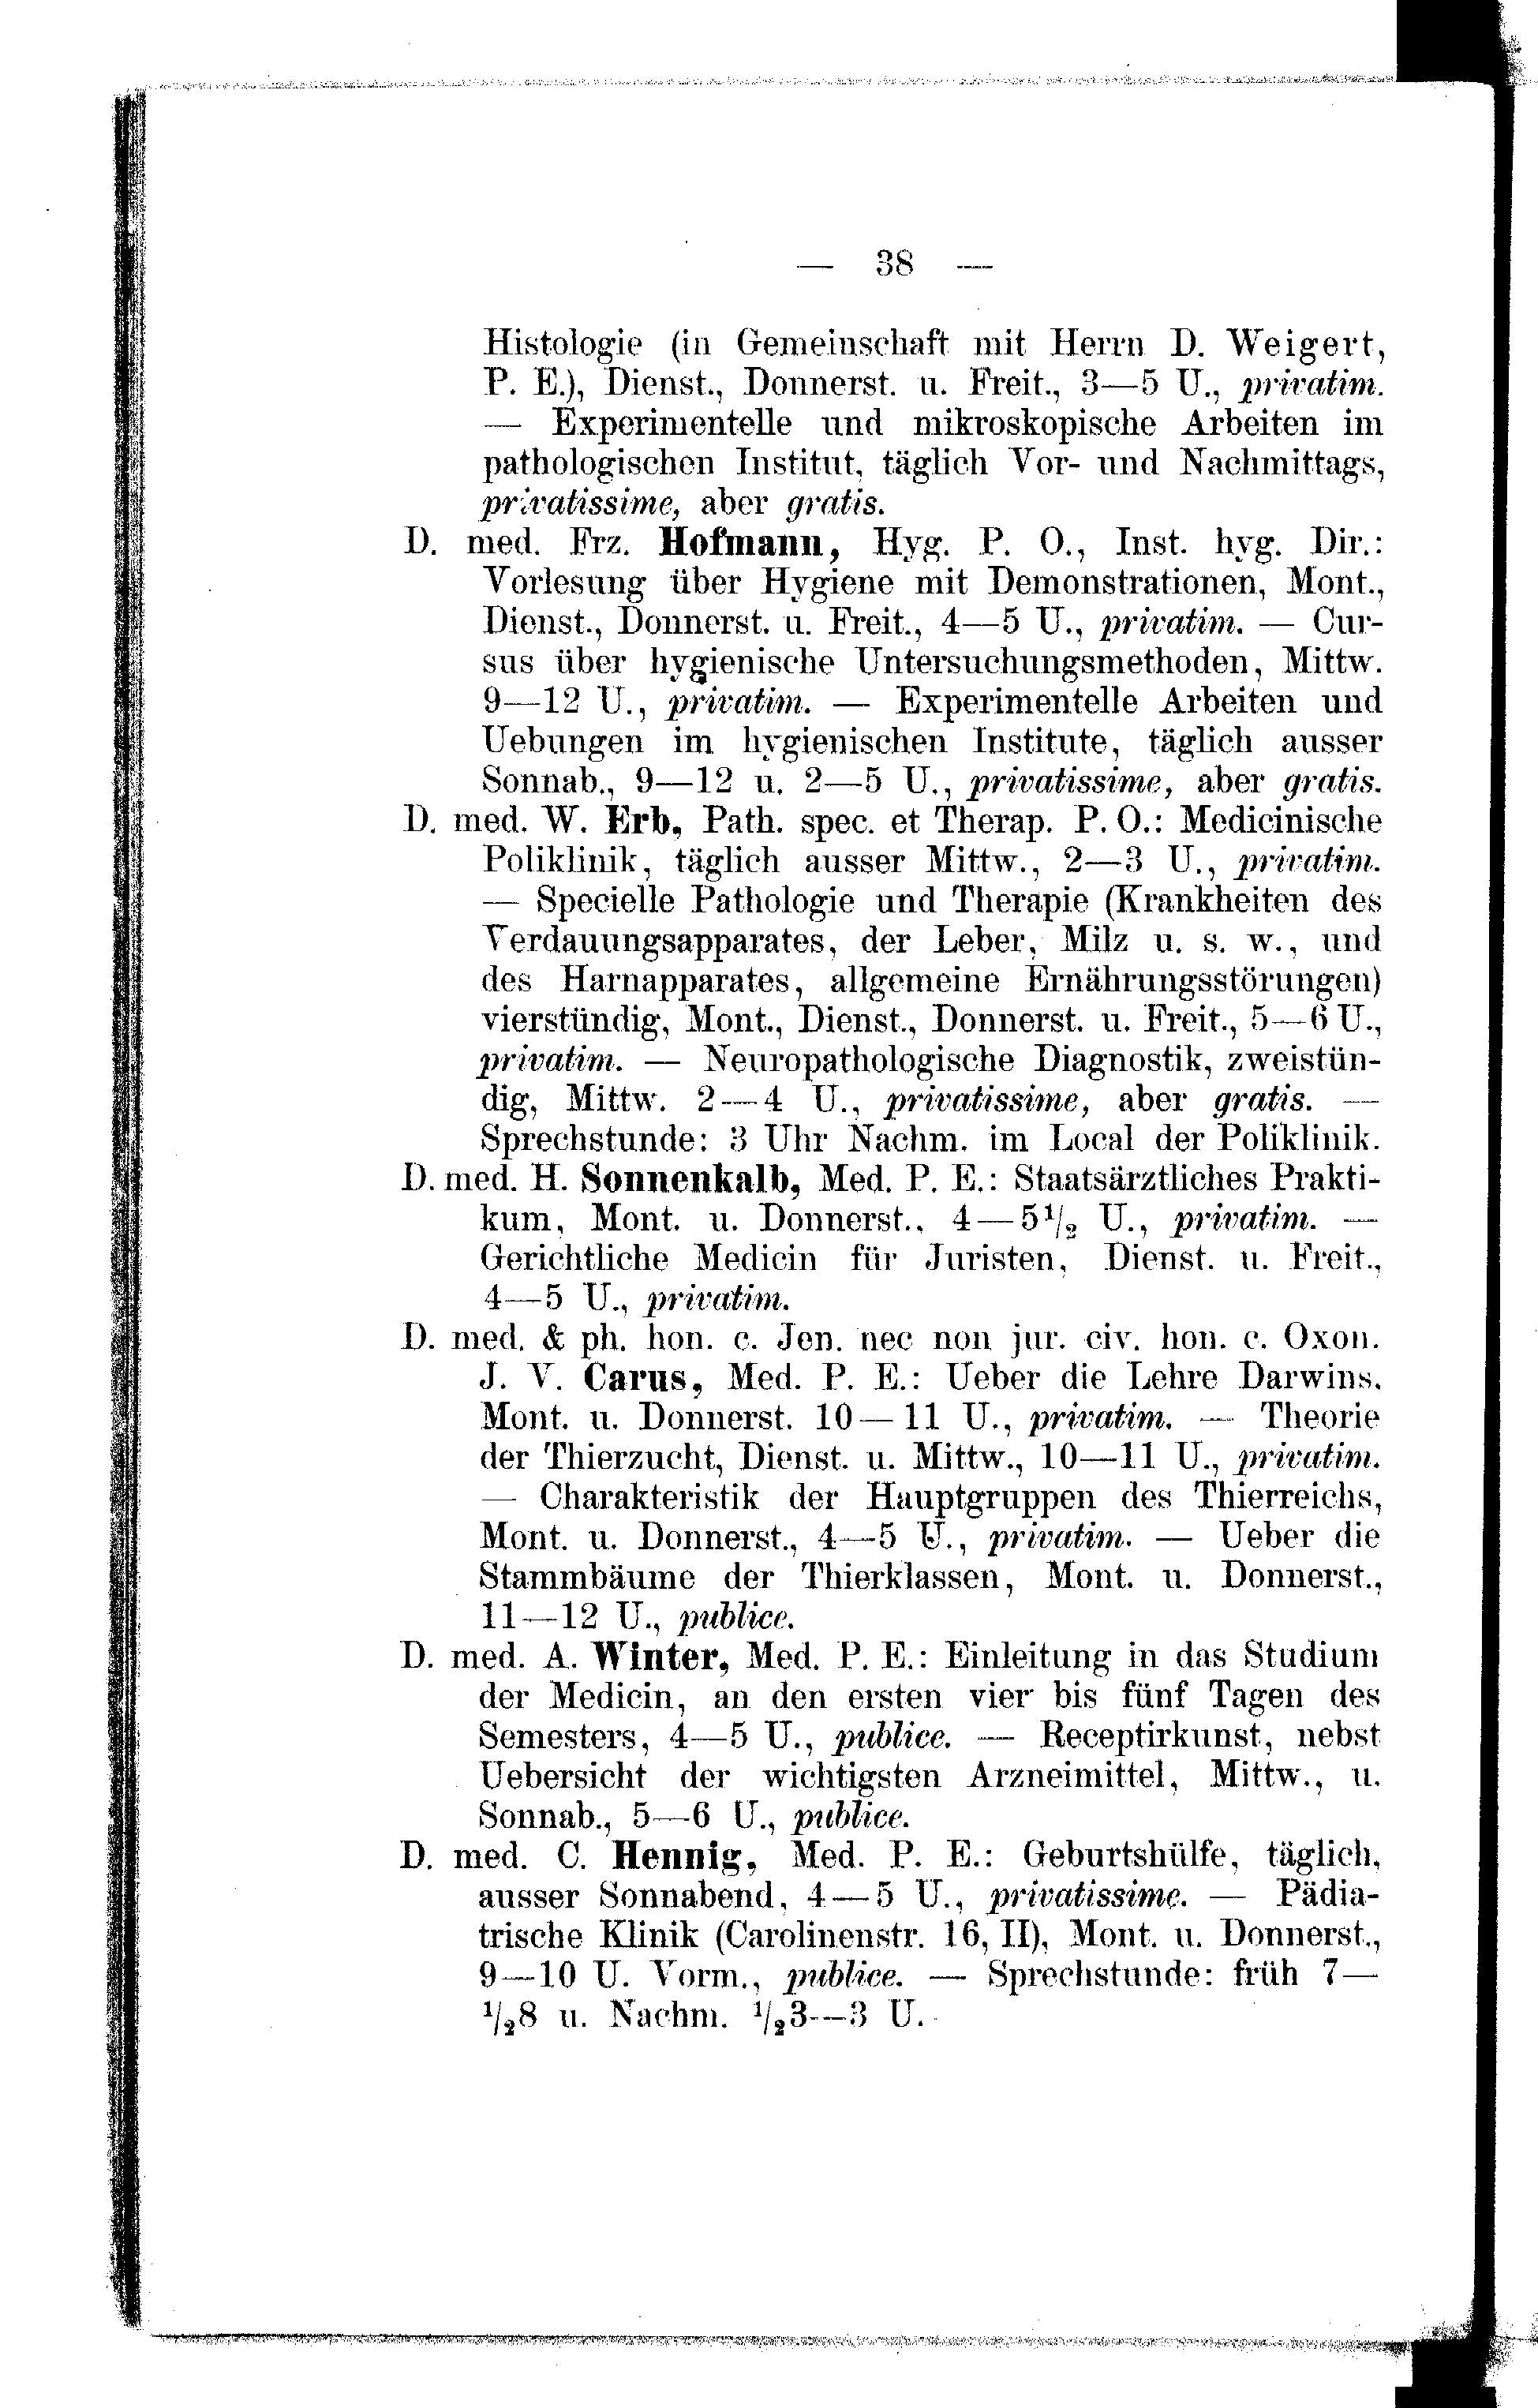 — 38 —
Histologie (in Gemeinschaft mit Herrn D. Weigert,
P. E.), Dienst., Donnerst. u. Freit., 3—5 U., privatim.
— Experimentelle und mikroskopische Arbeiten im
pathologischen Institut, täglich Vor- und Nachmittags,
privatissime, aber gratis.
D. med. Frz. Hofmann, Hyg. P. O., Inst. hyg. Dir.:
Vorlesung über Hygiene mit Demonstrationen, Mont.,
Dienst., Donnerst. u. Freit., 4—5 U., privatim. — Cur-
sus über hygienische Untersuchungsmethoden, Mittw.
9—12 U., privatim. — Experimentelle Arbeiten und
Uebungen im hygienischen Institute, täglich ausser
Sonnab., 9—12 u. 2—5 U., privatissime, aber gratis.
D. med. W. Erb, Path. spec. et Therap. P. O.: Medicinische
Poliklinik, täglich ausser Mittw., 2—3 U., privatim.
— Specielle Pathologie und Therapie (Krankheiten des
Verdauungsapparates, der Leber, Milz u. s. w., und
des Harnapparates, allgemeine Ernährungsstörungen)
vierstündig, Mont., Dienst., Donnerst. u. Freit., 5—6 U.,
privatim. — Neuropathologische Diagnostik, zweistün-
dig, Mittw. 2—4 U., privatissime, aber gratis. —
Sprechstunde: 3 Uhr Nachm. im Local der Poliklinik.
D. med. H. Sonnenkalb, Med. P. E.: Staatsärztliches Prakti-
kum, Mont. u. Donnerst., 4—5½ U., privatim. —
Gerichtliche Medicin für Juristen, Dienst. u. Freit.,
4—5 U., privatim.
D. med. & ph. hon. c. Jen. nec non jur. civ. hon. c. Oxon.
J. V. Carus, Med. P. E.: Ueber die Lehre Darwins.
Mont. u. Donnerst. 10—11 U., privatim. — Theorie
der Thierzucht, Dienst. u. Mittw., 10—11 U., privatim.
— Charakteristik der Hauptgruppen des Thierreichs,
Mont. u. Donnerst., 4—5 U., privatim. — Ueber die
Stammbäume der Thierklassen, Mont. u. Donnerst.,
11—12 U., publice.
D. med. A. Winter, Med. P. E.: Einleitung in das Studium
der Medicin, an den ersten vier bis fünf Tagen des
Semesters, 4—5 U., publice. — Receptirkunst, nebst
Uebersicht der wichtigsten Arzneimittel, Mittw., u.
Sonnab., 5—6 U., publice.
D. med. C. Hennig, Med. P. E.: Geburtshülfe, täglich,
ausser Sonnabend, 4—5 U., privatissime. — Pädia-
trische Klinik (Carolinenstr. 16, II), Mont. u. Donnerst.,
9—10 U. Vorm., publice. — Sprechstunde: früh 7—
½8 u. Nachm. ½3—3 U.